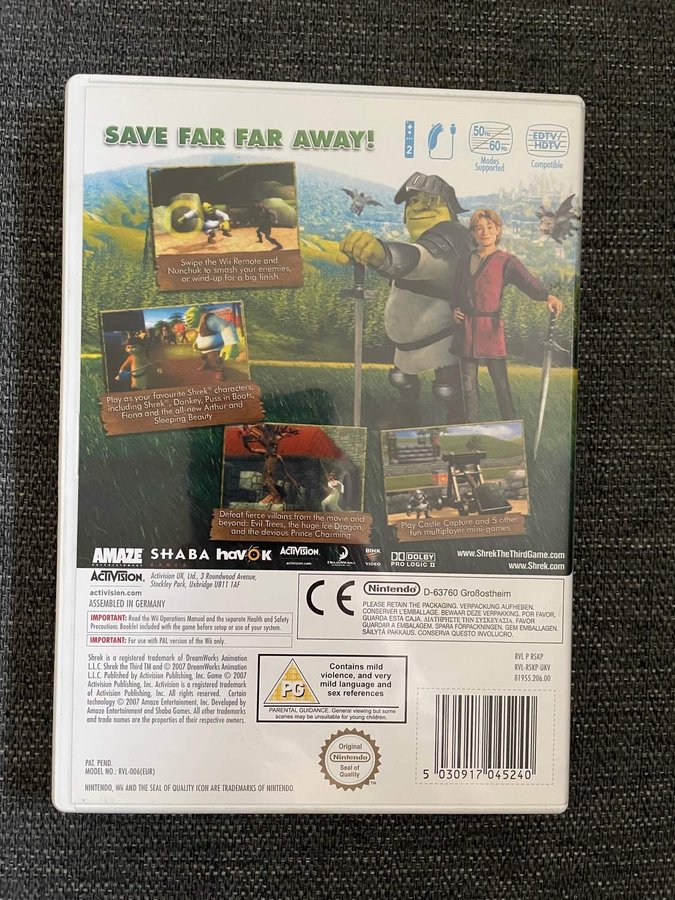 SAVE FAR FAR AWAY!
2
50Hz
60Hz
Modes
Supported
EDTV/
HDTV
Compatible
Swipe the Wii Remote and
Nunchuk to smash your enemies,
or wind-up for a big finish
Play as your favourite Shrek® characters,
including Shrek, Donkey, Puss in Boots,
Fiona and the all-new Arthur and
Sleeping Beauty
Defeat fierce villains from the movie and
beyond: Evil Trees, the huge Ice Dragon,
and the devious Prince Charming
Play Castle Capture and 5 other
fun multiplayer mini-games
AMAZE
ENTERTAINMENT
SHABA
GAMES
havok
ACTIVISION.
DREAMWORKS
BINK
VIDEO
DOLBY
PRO LOGIC II
www.ShrekTheThirdGame.com
www.Shrek.com
ACTIVISION.
activision.com
Activision UK, Ltd., 3 Roundwood Avenue,
Stockley Park, Uxbridge UB11 1AF
ASSEMBLED IN GERMANY
IMPORTANT: Read the Wii Operations Manual and the separate Health and Safety
Precautions Booklet included with the game before setup or use of your system.
IMPORTANT: For use with PAL version of the Wii only.
CE
Nintendo
D-63760 Großostheim
PLEASE RETAIN THE PACKAGING. VERPACKUNG AUFHEBEN.
CONSERVER L'EMBALLAGE. BEWAAR DEZE VERPAKKING. POR FAVOR,
GUARDA ESTA CAJA. ΔΙΑΤΗΡΗΣΤΕ ΤΗΝ ΣΥΣΚΕΥΑΣΙΑ. POR FAVOR
GUARDAR A EMBALAGEM. SPARA FÖRPACKNINGEN. GEM EMBALLAGEN.
SÄILYTÄ PAKKAUS. CONSERVA QUESTO INVOLUCRO.
Shrek is a registered trademark of DreamWorks Animation
L.L.C. Shrek the Third TM and © 2007 DreamWorks Animation
L.L.C. Published by Activision Publishing, Inc. Game © 2007
Activision Publishing, Inc. Activision is a registered trademark of
Activision Publishing, Inc. All rights reserved. Certain
technology © 2007 Amaze Entertainment, Inc. Developed by
Amaze Entertainment and Shaba Games. All other trademarks
and trade names are the properties of their respective owners.
PG
Contains mild
violence, and very
mild language and
sex references
PARENTAL GUIDANCE. General viewing but some
scenes may be unsuitable for young children.
RVL P RSKP
RVL-RSKP-UKV
81955.206.00
5 030917 045240
Original
Nintendo
Seal of
Quality
TM
PAT. PEND.
MODEL NO.: RVL-006(EUR)
NINTENDO, Wii AND THE SEAL OF QUALITY ICON ARE TRADEMARKS OF NINTENDO.